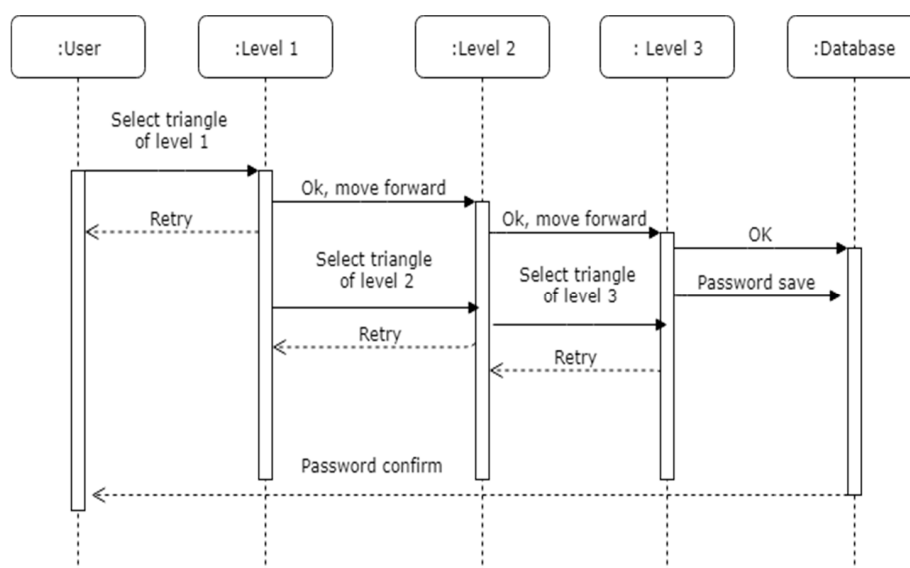 :User
:Level 1
:Level 2
: Level 3
:Database
Select triangle
of level 1
Ok, move forward
Retry
Ok, move forward
OK
Select triangle
of level 2
Select triangle
of level 3
Password save
Retry
Retry
Password confirm